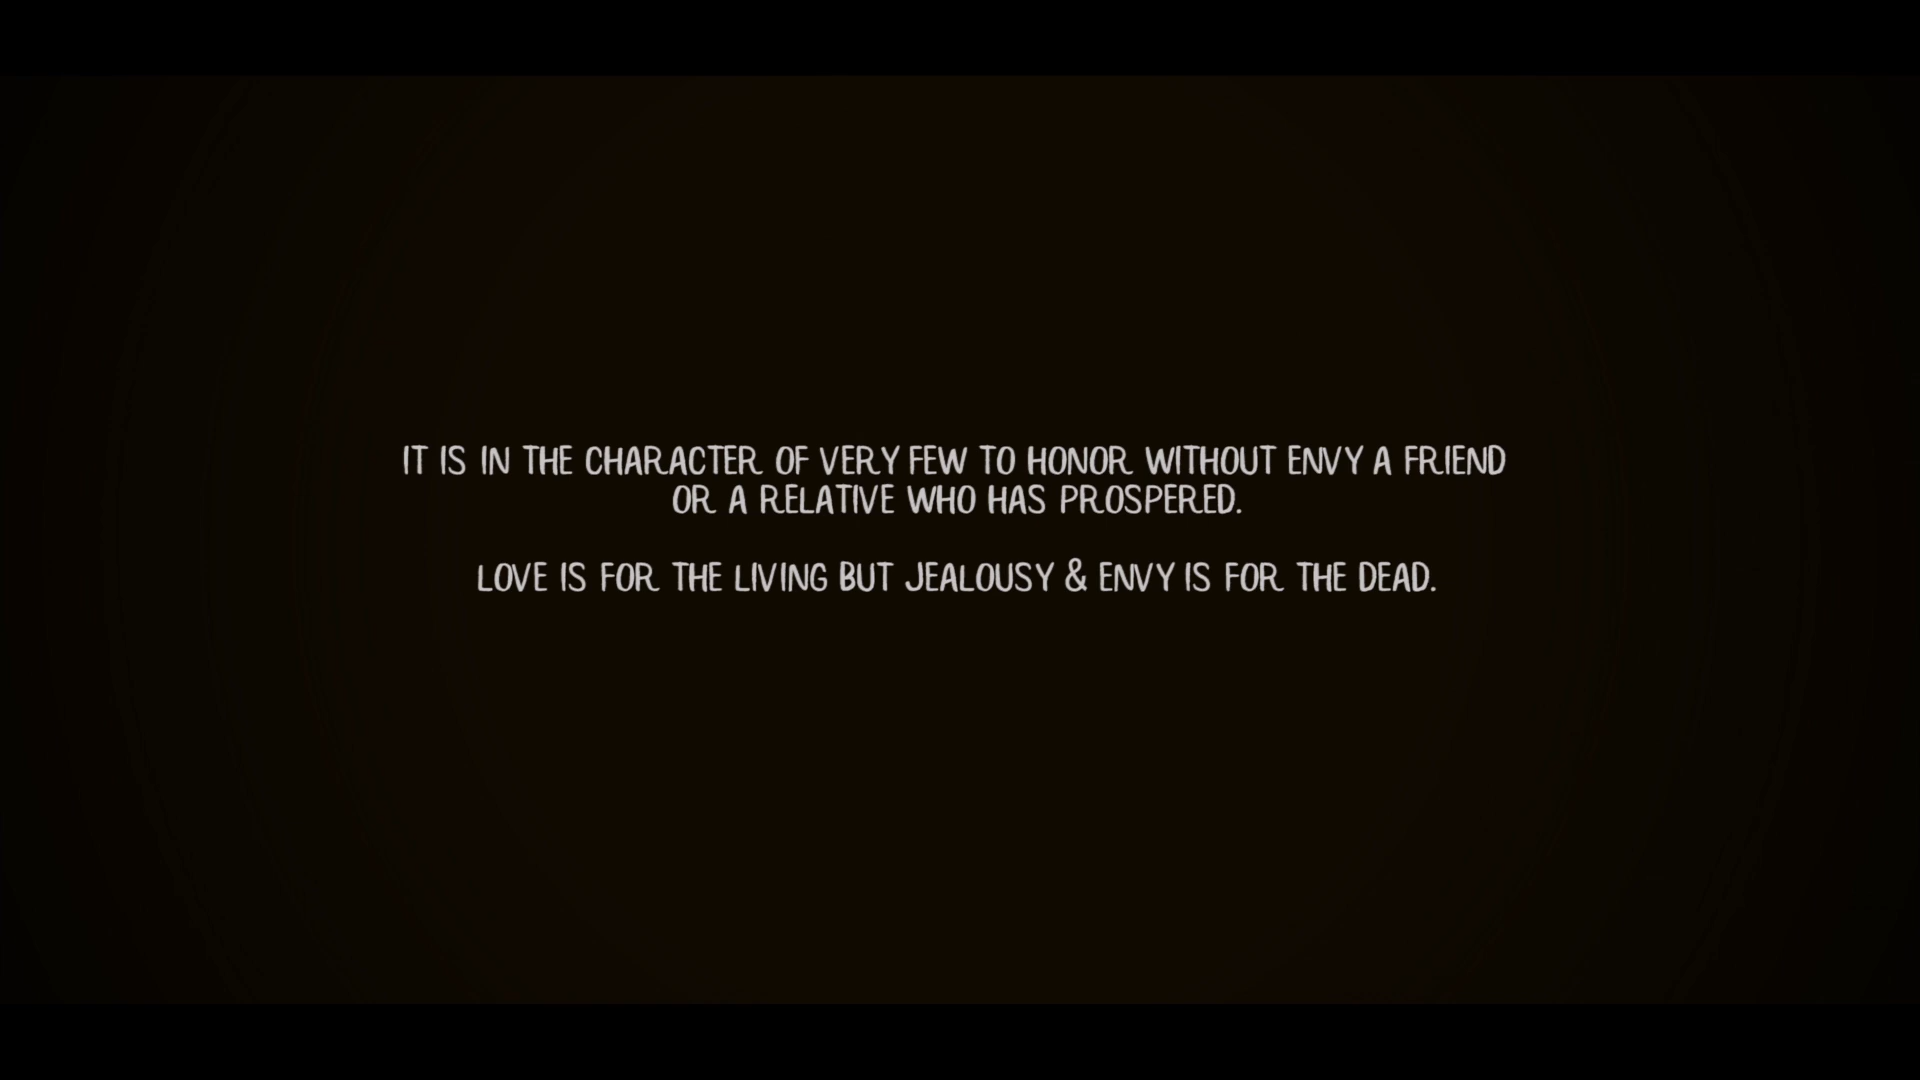 IT IS IN THE CHARACTER OF VERY FEW TO HONOR WITHOUT ENVY A FRIEND
OR A RELATIVE WHO HAS PROSPERED.
LOVE IS FOR THE LIVING BUT JEALOUSY & ENVY IS FOR THE DEAD.